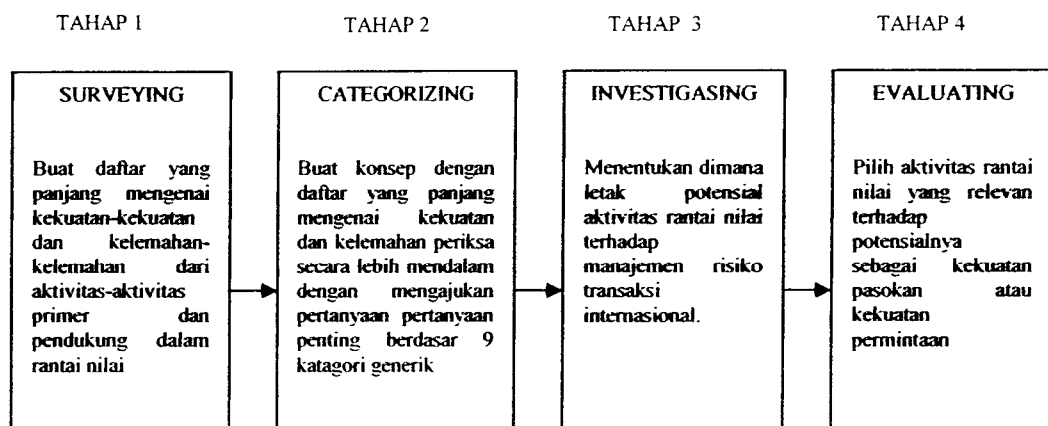 TAHAP 1
TAHAP 2
TAHAP 3
TAHAP 4
SURVEYING
Buat daftar yang
panjang mengenai
kekuatan-kekuatan
dan kelemahan-
kelemahan dari
aktivitas-aktivitas
primer dan
pendukung dalam
rantai nilai
CATEGORIZING
Buat konsep dengan
daftar yang panjang
mengenai kekuatan
dan kelemahan periksa
secara lebih mendalam
dengan mengajukan
pertanyaan pertanyaan
penting berdasar 9
katagori generik
INVESTIGASING
Menentukan dimana
letak potensial
aktivitas rantai nilai
terhadap
manajemen risiko
transaksi
internasional.
EVALUATING
Pilih aktivitas rantai
nilai yang relevan
terhadap
potensialnya
sebagai kekuatan
pasokan atau
kekuatan
permintaan